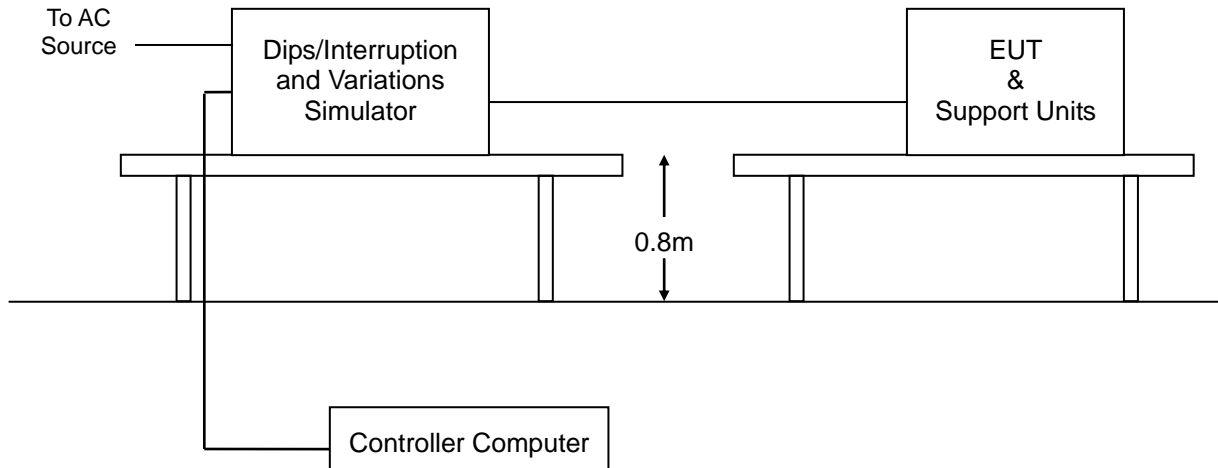 To AC
Source
Dips/Interruption
and Variations
Simulator
EUT
&
Support Units
0.8m
Controller Computer